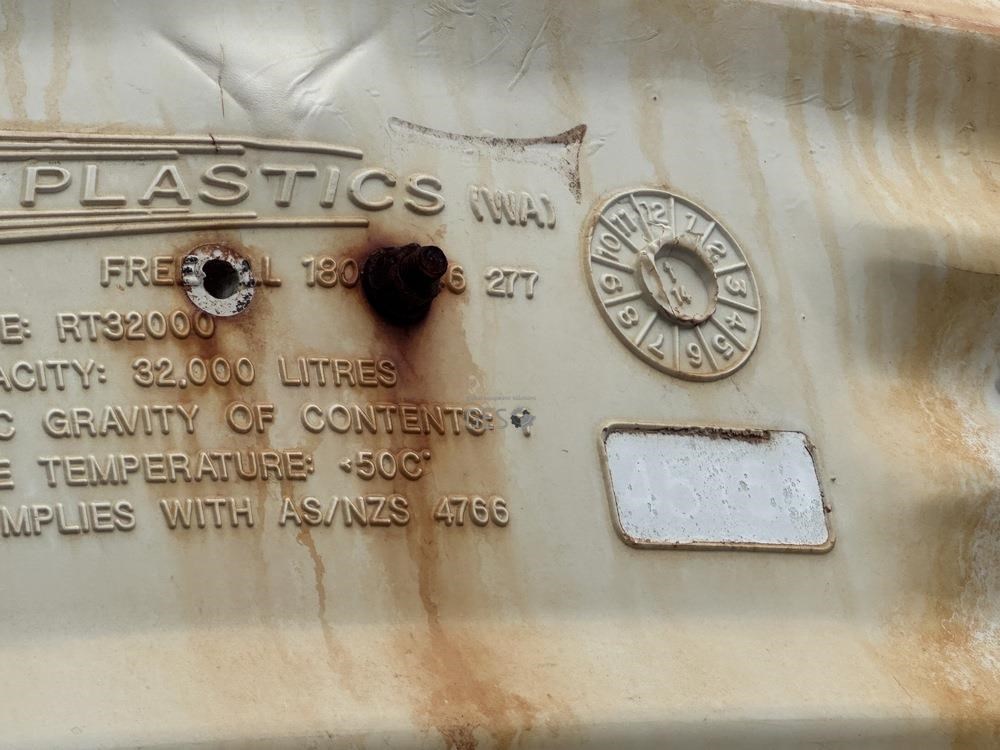 PLASTICS (WA)
FRE L 180 6 277
E: RT32000
ACITY: 32,000 LITRES
C GRAVITY OF CONTENTS:
E TEMPERATURE: <50C°
MPLIES WITH AS/NZS 4766
12 1 2 3 4 5 6 7 8 9 10 11
14